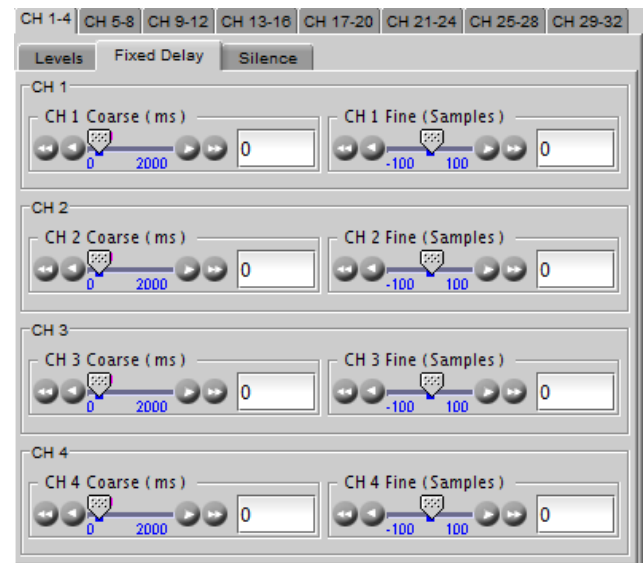 CH 1-4 CH 5-8 CH 9-12 CH 13-16 CH 17-20 CH 21-24 CH 25-28 CH 29-32
Levels Fixed Delay Silence
CH 1
CH 1 Coarse ( ms ) CH 1 Fine (Samples )
0 0
0 2000 -100 100
CH 2
CH 2 Coarse ( ms ) CH 2 Fine (Samples )
0 0
0 2000 -100 100
CH 3
CH 3 Coarse ( ms ) CH 3 Fine (Samples )
0 0
0 2000 -100 100
CH 4
CH 4 Coarse ( ms ) CH 4 Fine (Samples )
0 0
0 2000 -100 100